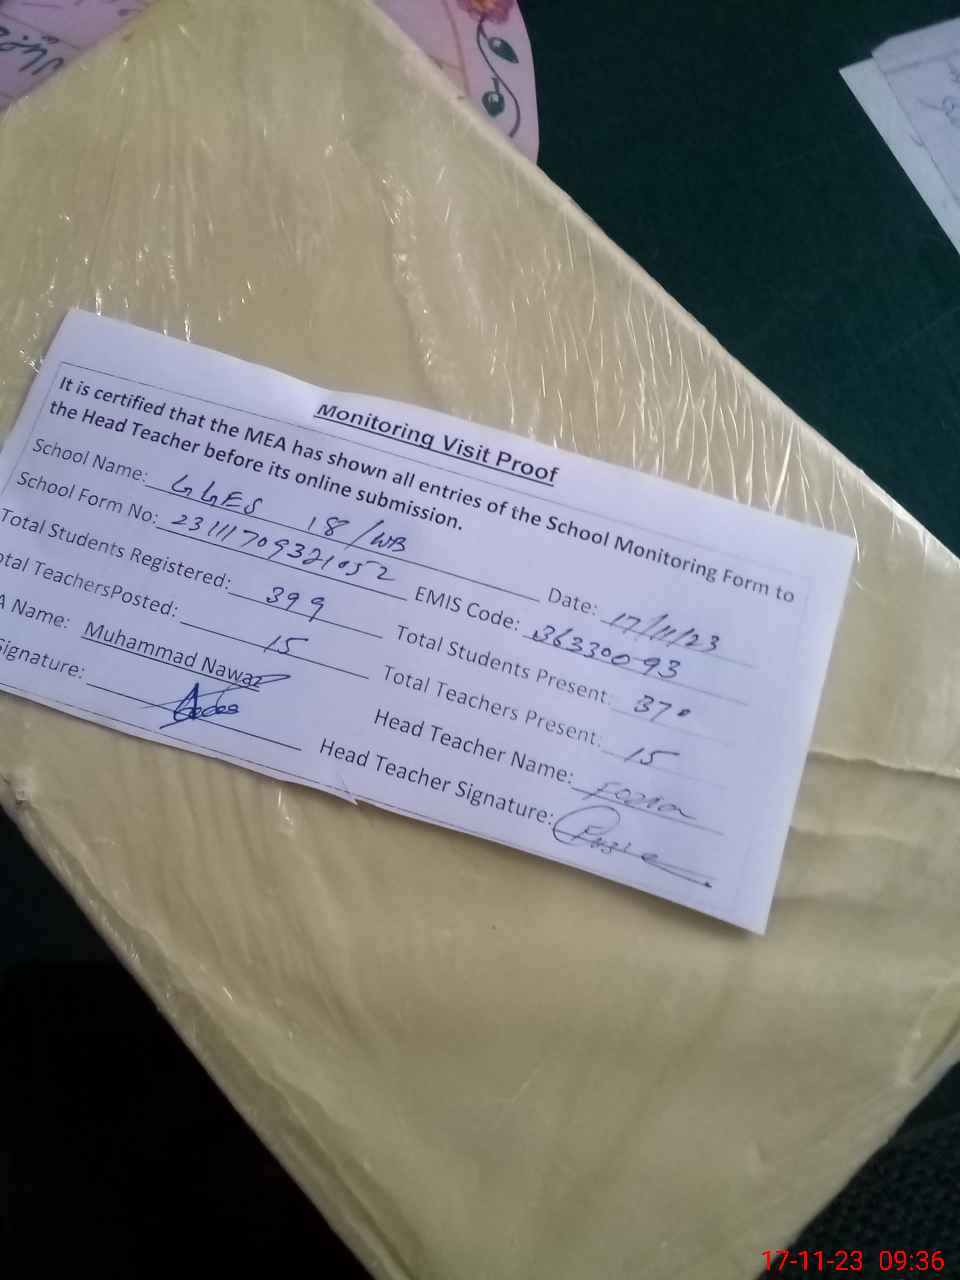 Monitoring Visit Proof
It is certified that the MEA has shown all entries of the School Monitoring Form to
the Head Teacher before its online submission.
School Name: GGES 18/WB Date: 17/11/23
School Form No: 23111709321052 EMIS Code: 36330093
Total Students Registered: 399 Total Students Present: 370
otal TeachersPosted: 15 Total Teachers Present: 15
A Name: Muhammad Nawaz Head Teacher Name: Fozia
Signature: Head Teacher Signature:
17-11-23 09:36